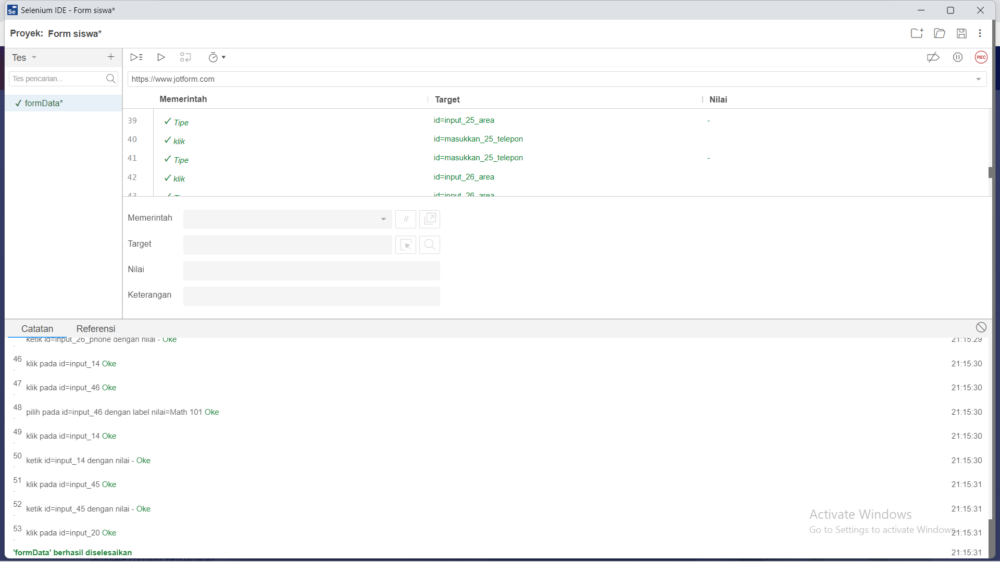 Selenium IDE - Form siswa*
Proyek: Form siswa*
Tes
Tes pencarian...
✓ formData*
REC
https://www.jotform.com
Memerintah Target Nilai
39 ✓ Tipe id=input_25_area -
40 ✓ klik id=masukkan_25_telepon
41 ✓ Tipe id=masukkan_25_telepon -
42 ✓ klik id=input_26_area
43 id=input_26_area
Memerintah //
Target
Nilai
Keterangan
Catatan Referensi
ketik id=input_26_phone dengan nilai - Oke 21:15:29
46. klik pada id=input_14 Oke 21:15:30
47. klik pada id=input_46 Oke 21:15:30
48. pilih pada id=input_46 dengan label nilai=Math 101 Oke 21:15:30
49. klik pada id=input_14 Oke 21:15:30
50. ketik id=input_14 dengan nilai - Oke 21:15:30
51. klik pada id=input_45 Oke 21:15:31
52. ketik id=input_45 dengan nilai - Oke 21:15:31
53. klik pada id=input_20 Oke 21:15:31
'formData' berhasil diselesaikan 21:15:31
Activate Windows
Go to Settings to activate Windows.